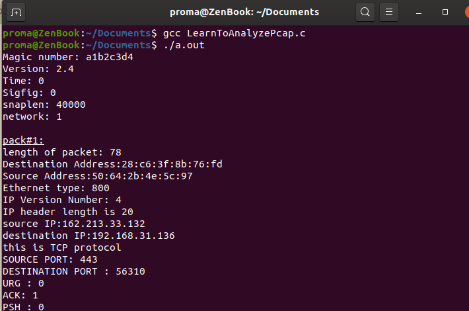 proma@ZenBook: ~/Documents
proma@ZenBook:~/Documents$ gcc LearnToAnalyzePcap.c
proma@ZenBook:~/Documents$ ./a.out
Magic number: a1b2c3d4
Version: 2.4
Time: 0
Sigfig: 0
snaplen: 40000
network: 1
pack#1:
length of packet: 78
Destination Address:28:c6:3f:8b:76:fd
Source Address:50:64:2b:4e:5c:97
Ethernet type: 800
IP Version Number: 4
IP header length is 20
source IP:162.213.33.132
destination IP:192.168.31.136
this is TCP protocol
SOURCE PORT: 443
DESTINATION PORT : 56310
URG : 0
ACK: 1
PSH : 0